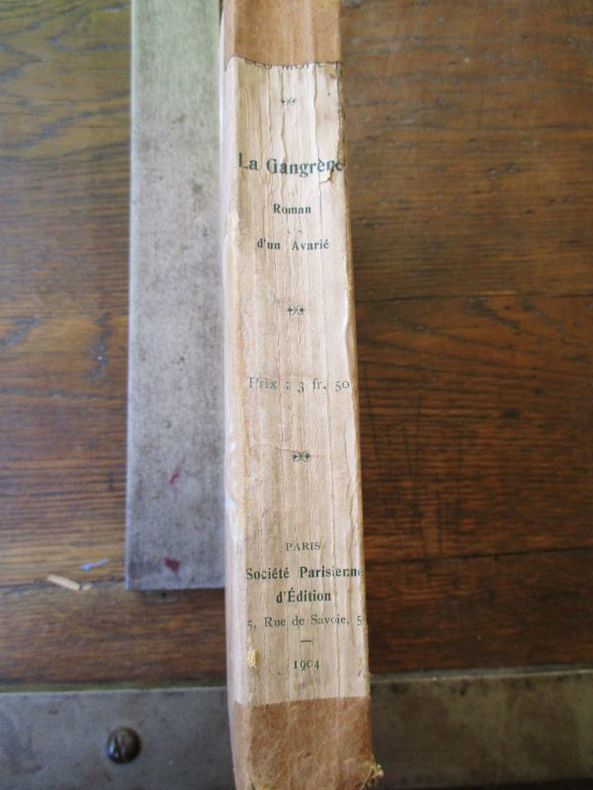 La Gangrène
Roman
d'un Avarié
Prix : 3 fr. 50
PARIS
Société Parisienne
d'Édition
5, Rue de Savoie, 5
—
1904